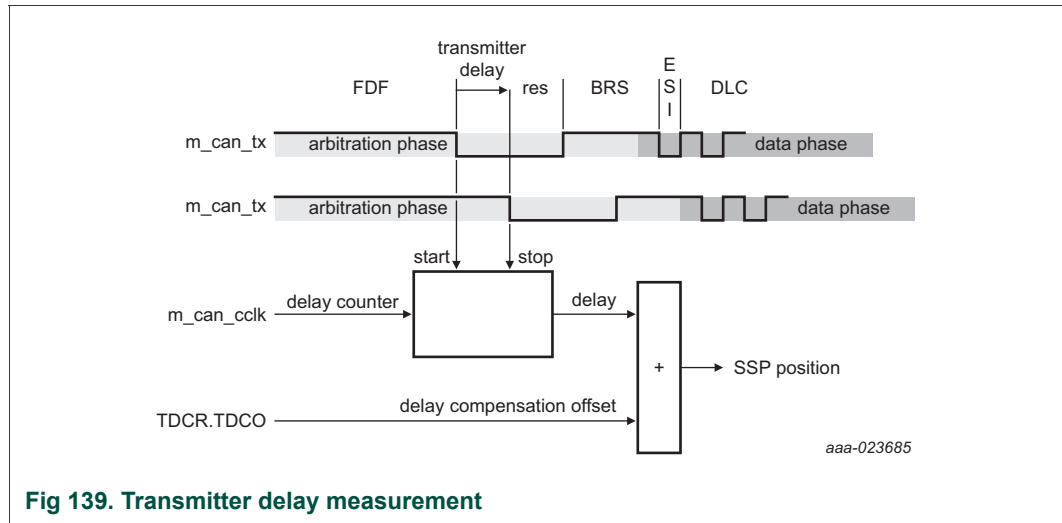 transmitter
delay
FDF
res
BRS
E
S
I
DLC
m_can_tx
arbitration phase
data phase
m_can_tx
arbitration phase
data phase
start
stop
m_can_cclk
delay counter
delay
+
SSP position
TDCR.TDCO
delay compensation offset
aaa-023685
Fig 139. Transmitter delay measurement